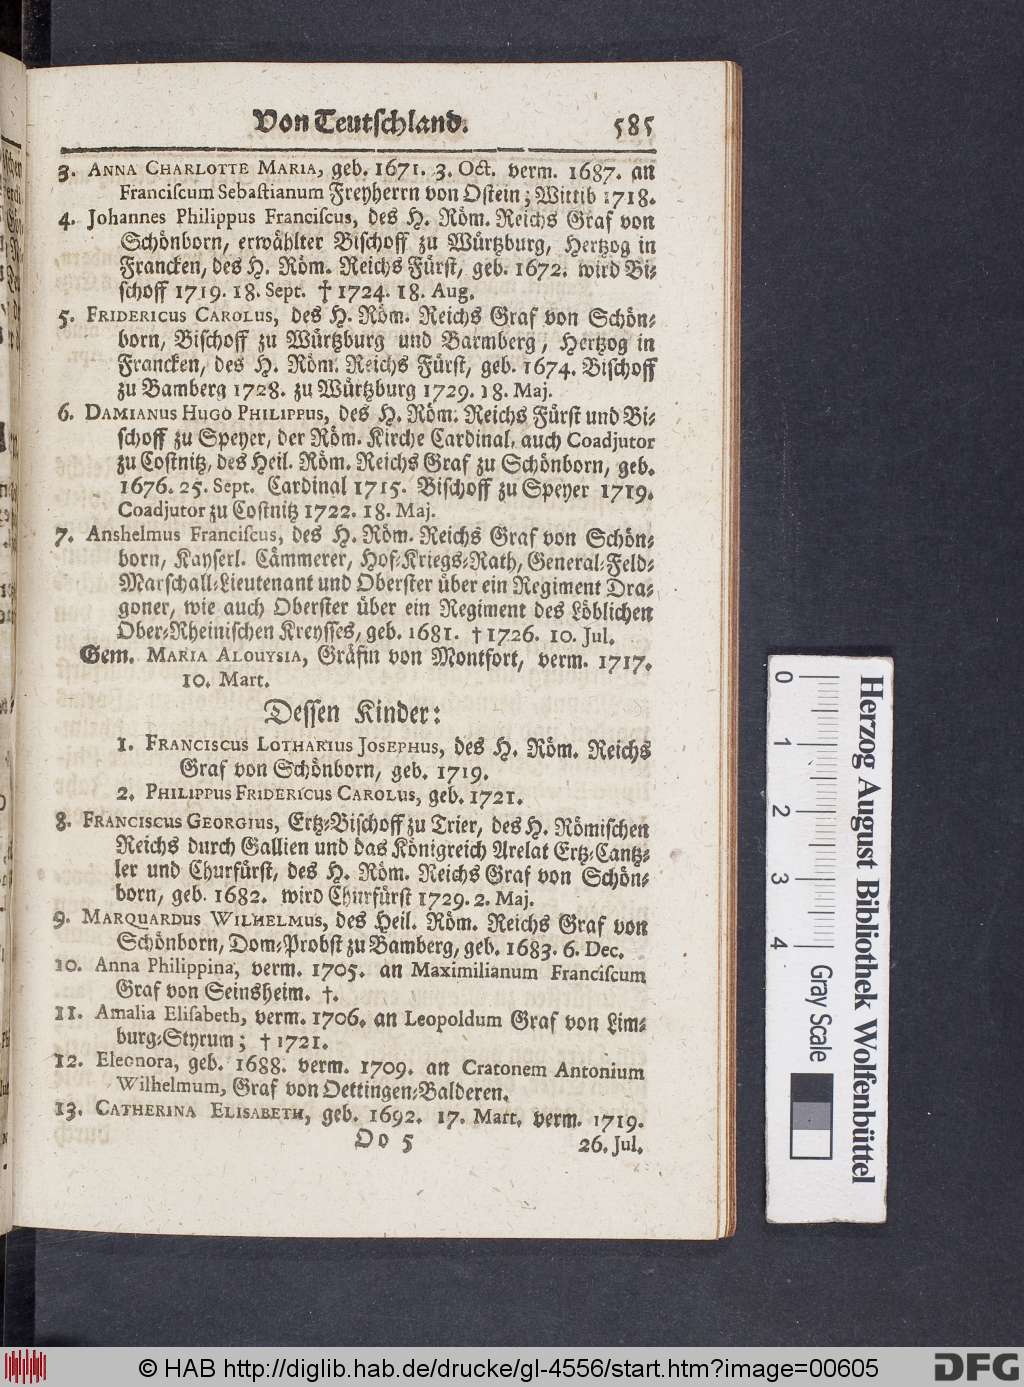 Von Teutschland. 585
3. ANNA CHARLOTTE MARIA, geb. 1671. 3. Oct. verm. 1687. an
Franciſcum Sebaſtianum Freyherrn von Oſtein; Wittib 1718.
4. Johannes Philippus Franciſcus, des H. Röm. Reichs Graf von
Schönborn, erwählter Biſchoff zu Würtzburg, Hertzog in
Francken, des H. Röm. Reichs Fürſt, geb. 1672. wird Bi⸗
ſchoff 1719. 18. Sept. † 1724. 18. Aug.
5. FRIDERICUS CAROLUS, des H. Röm. Reichs Graf von Schön⸗
born, Biſchoff zu Würtzburg und Barmberg, Hertzog in
Francken, des H. Röm. Reichs Fürſt, geb. 1674. Biſchoff
zu Bamberg 1728. zu Würtzburg 1729. 18. Maj.
6. DAMIANUS HUGO PHILIPPUS, des H. Röm. Reichs Fürſt und Bi⸗
ſchoff zu Speyer, der Röm. Kirche Cardinal, auch Coadjutor
zu Coſtnitz, des Heil. Röm. Reichs Graf zu Schönborn, geb.
1676. 25. Sept. Cardinal 1715. Biſchoff zu Speyer 1719.
Coadjutor zu Coſtnitz 1722. 18. Maj.
7. Anshelmus Franciſcus, des H. Röm. Reichs Graf von Schön⸗
born, Kayſerl. Cämmerer, Hof⸗Kriegs⸗Rath, General⸗Feld⸗
Marſchall⸗Lieutenant und Oberſter über ein Regiment Dra⸗
goner, wie auch Oberſter über ein Regiment des Löblichen
Ober⸗Rheiniſchen Kreyſſes, geb. 1681. † 1726. 10. Jul.
Gem. MARIA ALOUYSIA, Gräfin von Montfort, verm. 1717.
10. Mart.
Deſſen Kinder:
1. FRANCISCUS LOTHARIUS JOSEPHUS, des H. Röm. Reichs
Graf von Schönborn, geb. 1719.
2. PHILIPPUS FRIDERICUS CAROLUS, geb. 1721.
8. FRANCISCUS GEORGIUS, Ertz⸗Biſchoff zu Trier, des H. Römiſchen
Reichs durch Gallien und das Königreich Arelat Ertz⸗Cantz⸗
ler und Churfürſt, des H. Röm. Reichs Graf von Schön⸗
born, geb. 1682. wird Churfürſt 1729. 2. Maj.
9. MARQUARDUS WILHELMUS, des Heil. Röm. Reichs Graf von
Schönborn, Dom⸗Probſt zu Bamberg, geb. 1683. 6. Dec.
10. Anna Philippina, verm. 1705. an Maximilianum Franciſcum
Graf von Seinsheim. †.
11. Amalia Eliſabeth, verm. 1706. an Leopoldum Graf von Lim⸗
burg⸗Styrum; † 1721.
12. Eleonora, geb. 1688. verm. 1709. an Cratonem Antonium
Wilhelmum, Graf von Oettingen⸗Balderen.
13. CATHERINA ELISABETH, geb. 1692. 17. Mart. verm. 1719.
Oo 5 26. Jul.
0 1 2 3 4
Gray Scale
Herzog August Bibliothek Wolfenbüttel
© HAB http://diglib.hab.de/drucke/gl-4556/start.htm?image=00605
DFG